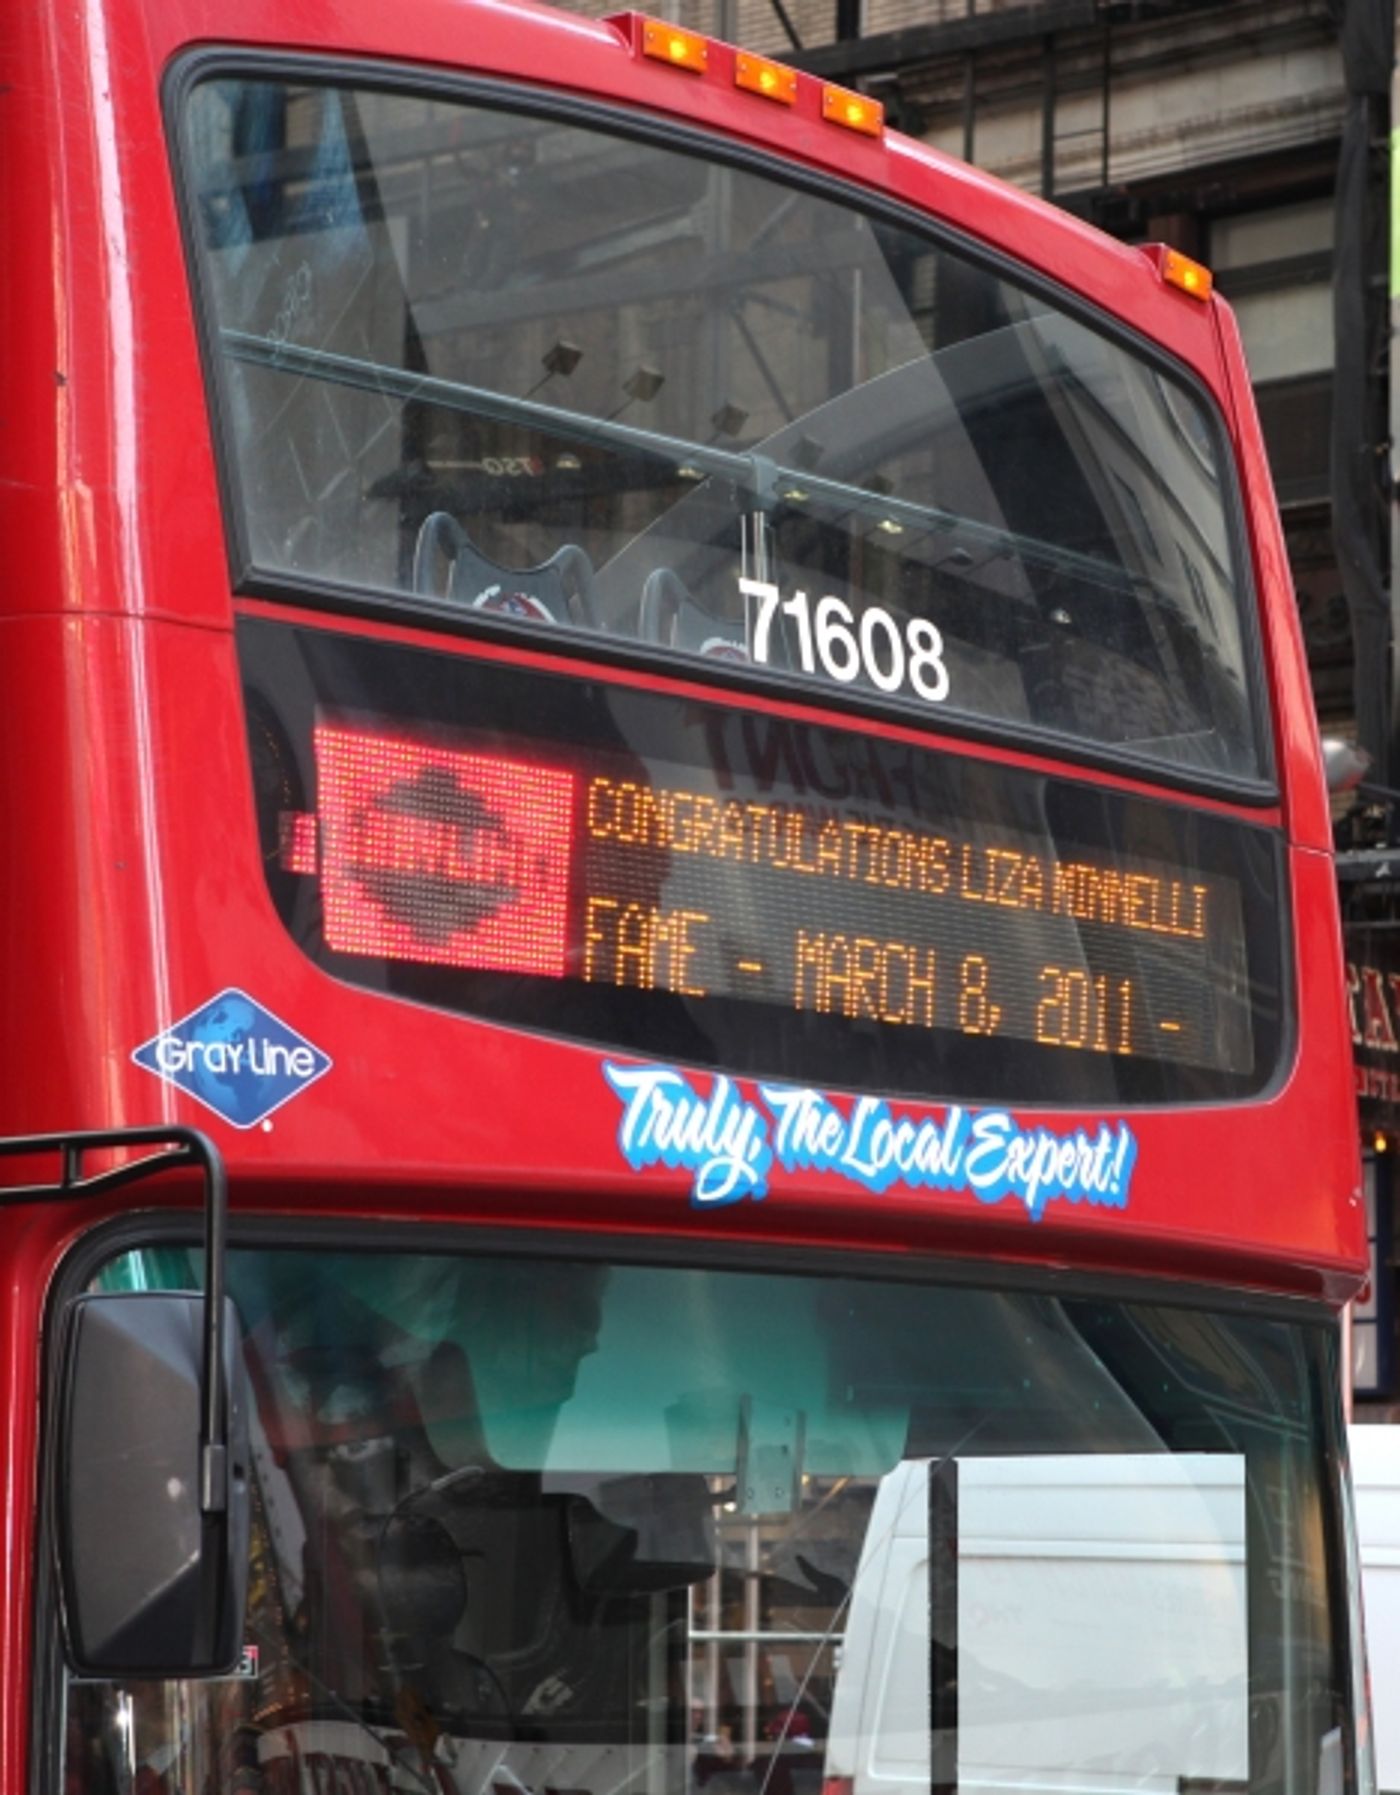 71608
CONGRATULATIONS LIZA MINNELLI
FAME - MARCH 8, 2011 -
Gray Line
Truly, The Local Expert!